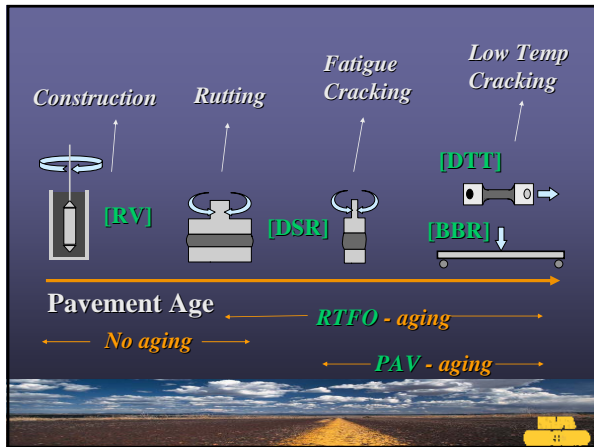 Construction
Rutting
Fatigue
Cracking
Low Temp
Cracking
[RV]
[DSR]
[DTT]
[BBR]
Pavement Age
RTFO - aging
No aging
PAV - aging